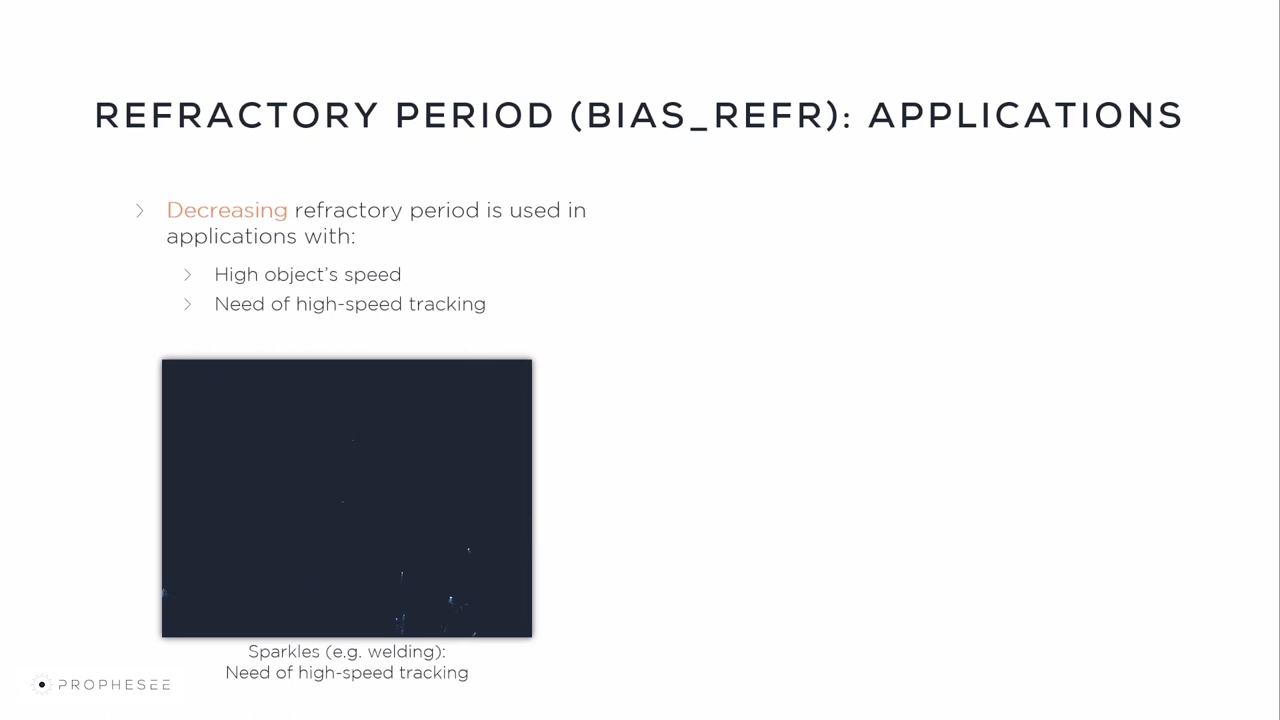 REFRACTORY PERIOD (BIAS_REFR): APPLICATIONS
Decreasing refractory period is used in
applications with:
High object’s speed
Need of high-speed tracking
Sparkles (e.g. welding):
Need of high-speed tracking
PROPHESEE